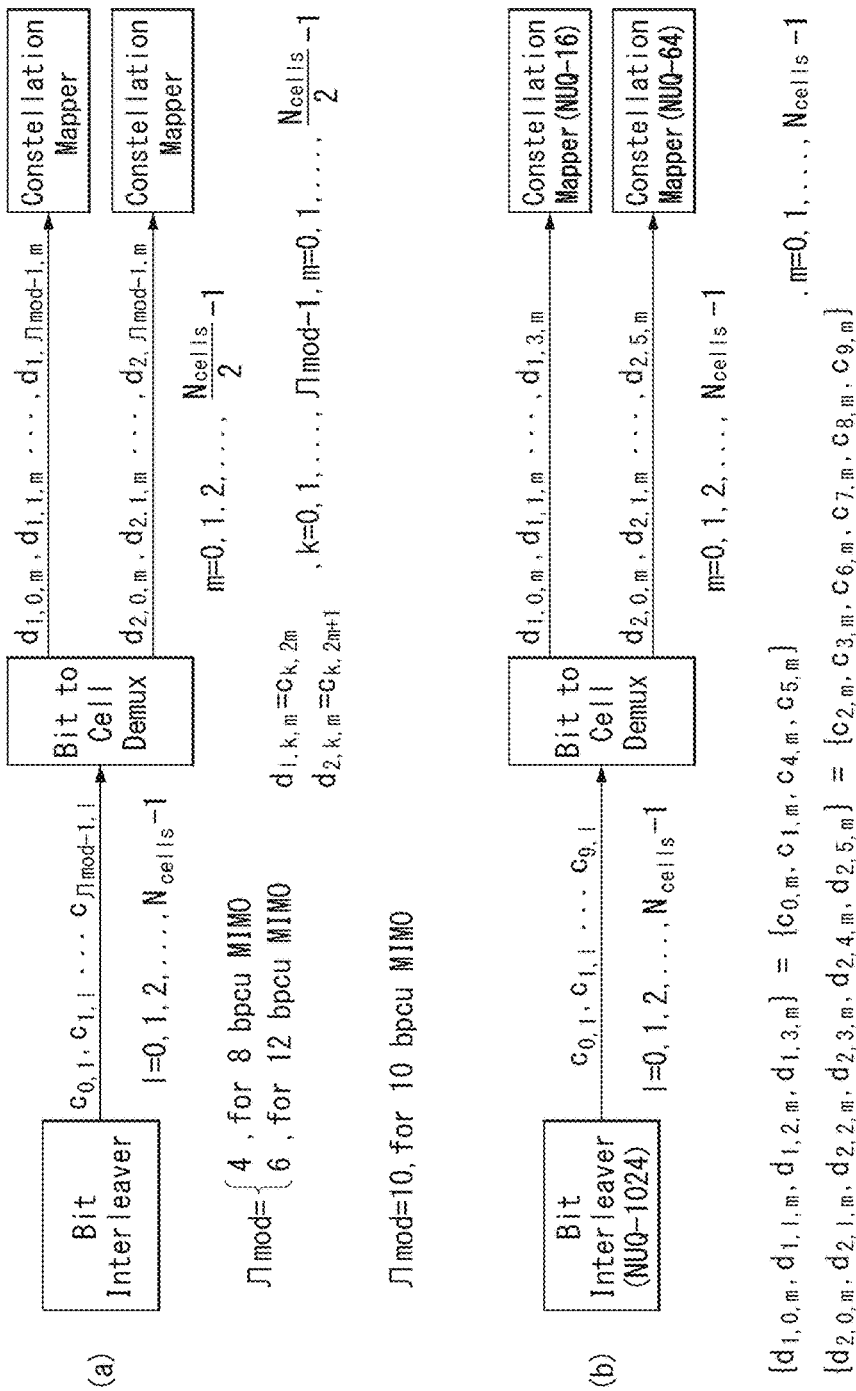 (a)
Bit
Interleaver
c0,l, c1,l ··· cηmod-1,l
l=0, 1, 2, ..., Ncells-1
Bit to
Cell
Demux
d1,0,m, d1,1,m ···, d1,ηmod-1,m
Constellation
Mapper
d2,0,m, d2,1,m ···, d2,ηmod-1,m
Constellation
Mapper
m=0, 1, 2, ..., Ncells/2 -1
ηmod= { 4 , for 8 bpcu MIMO
6 , for 12 bpcu MIMO
d1,k,m=ck,2m
d2,k,m=ck,2m+1
, k=0, 1, ..., ηmod-1, m=0, 1, ..., Ncells/2 -1
ηmod=10, for 10 bpcu MIMO
(b)
Bit
Interleaver
(NUQ-1024)
c0,l, c1,l ··· c9,l
l=0, 1, 2, ..., Ncells-1
Bit to
Cell
Demux
d1,0,m, d1,1,m ···, d1,3,m
Constellation
Mapper (NUQ-16)
d2,0,m, d2,1,m ···, d2,5,m
Constellation
Mapper (NUQ-64)
m=0, 1, 2, ..., Ncells-1
{d1,0,m, d1,1,m, d1,2,m, d1,3,m} = {c0,m, c1,m, c4,m, c5,m}
{d2,0,m, d2,1,m, d2,2,m, d2,3,m, d2,4,m, d2,5,m} = {c2,m, c3,m, c6,m, c7,m, c8,m, c9,m}
, m=0, 1, ..., Ncells-1